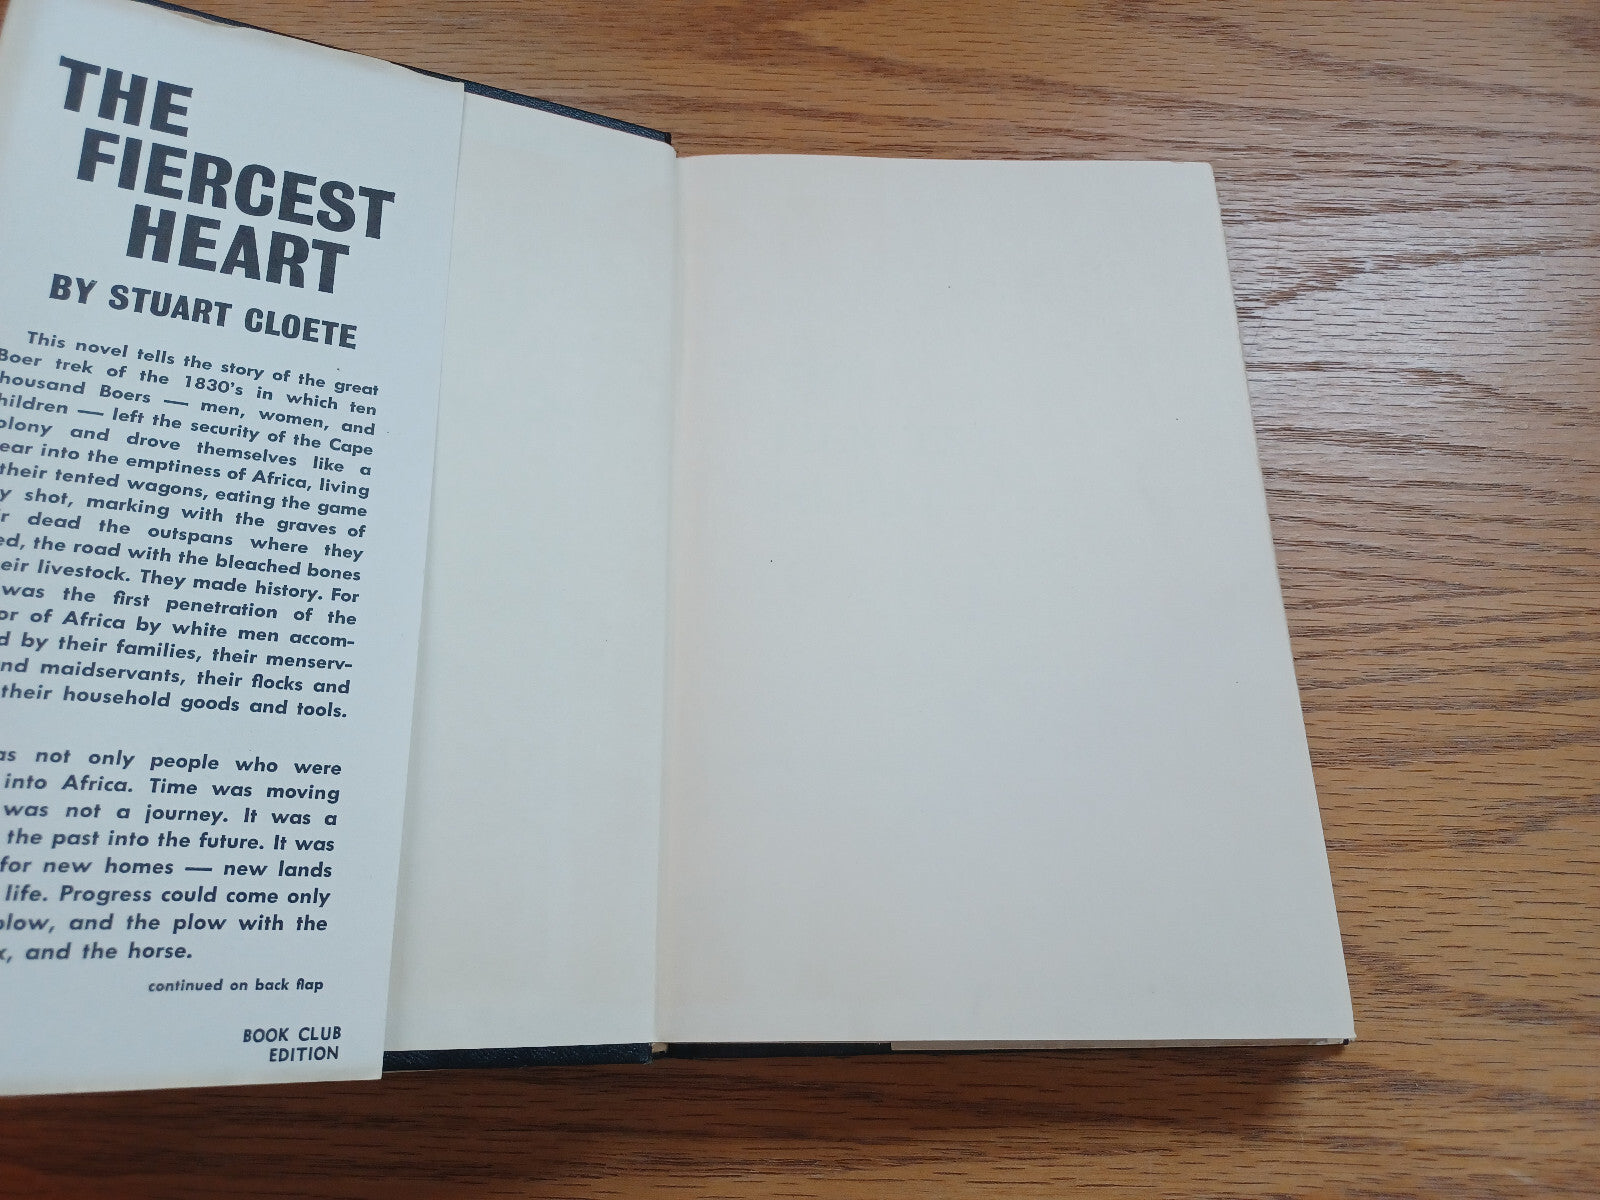 THE
FIERCEST
HEART
BY STUART CLOETE
This novel tells the story of the great
Boer trek of the 1830's in which ten
housand Boers — men, women, and
hildren — left the security of the Cape
olony and drove themselves like a
ear into the emptiness of Africa, living
their tented wagons, eating the game
y shot, marking with the graves of
r dead the outspans where they
ed, the road with the bleached bones
eir livestock. They made history. For
was the first penetration of the
or of Africa by white men accom-
d by their families, their menserv-
nd maidservants, their flocks and
their household goods and tools.
as not only people who were
into Africa. Time was moving
was not a journey. It was a
the past into the future. It was
for new homes — new lands
life. Progress could come only
plow, and the plow with the
x, and the horse.
continued on back flap
BOOK CLUB
EDITION